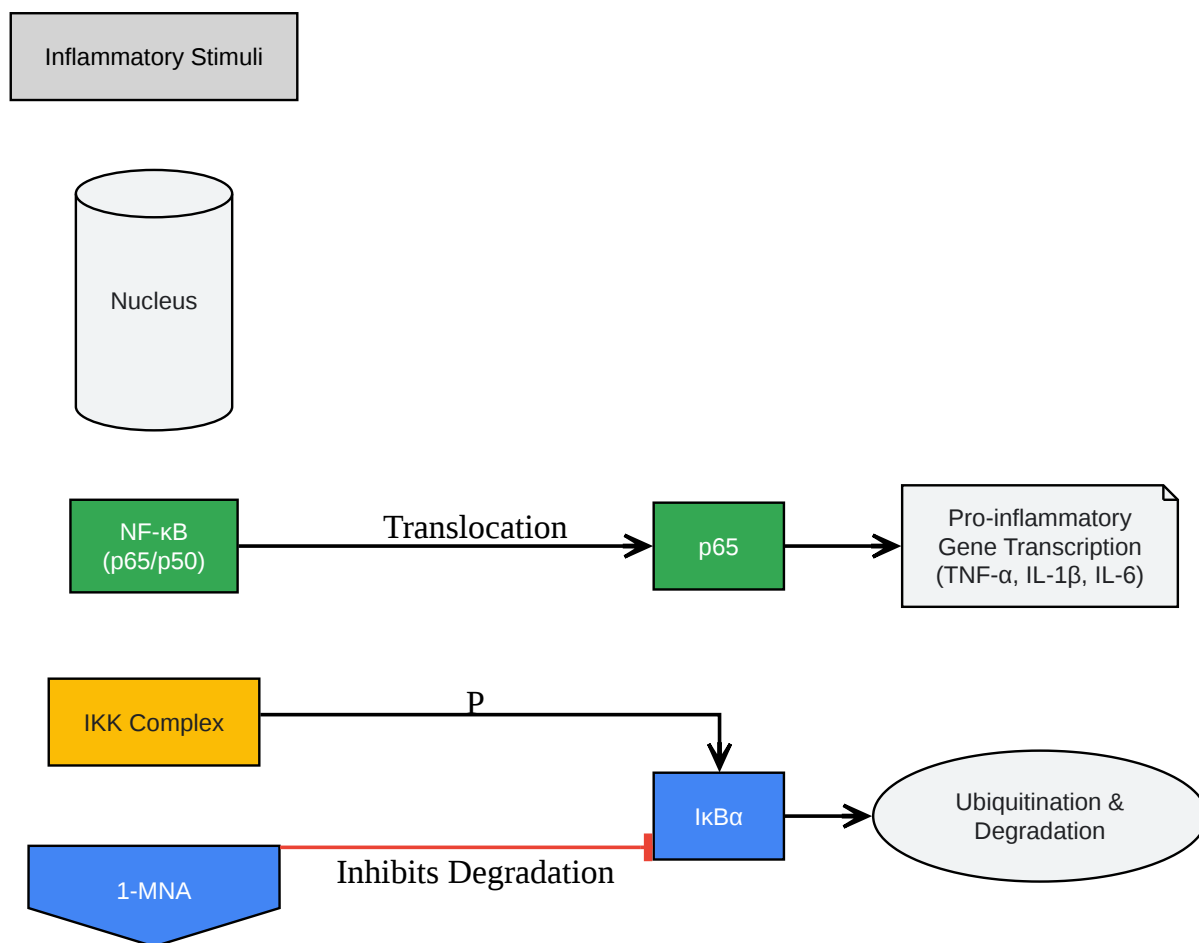 Inflammatory Stimuli
Nucleus
NF-κB
(p65/p50)
Translocation
p65
Pro-inflammatory
Gene Transcription
(TNF-α, IL-1β, IL-6)
IKK Complex
P
IκBα
Ubiquitination &
Degradation
1-MNA
Inhibits Degradation